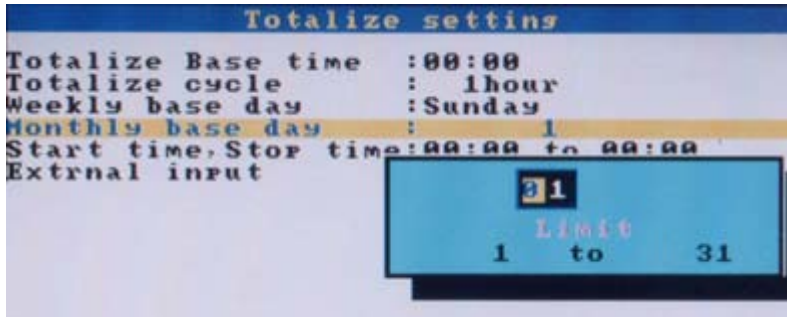 Totalize setting
Totalize Base time :00:00
Totalize cycle : 1hour
Weekly base day :Sunday
Monthly base day : 1
Start time,Stop time:00:00 to 00:00
Extrnal input
01
Limit
1 to 31